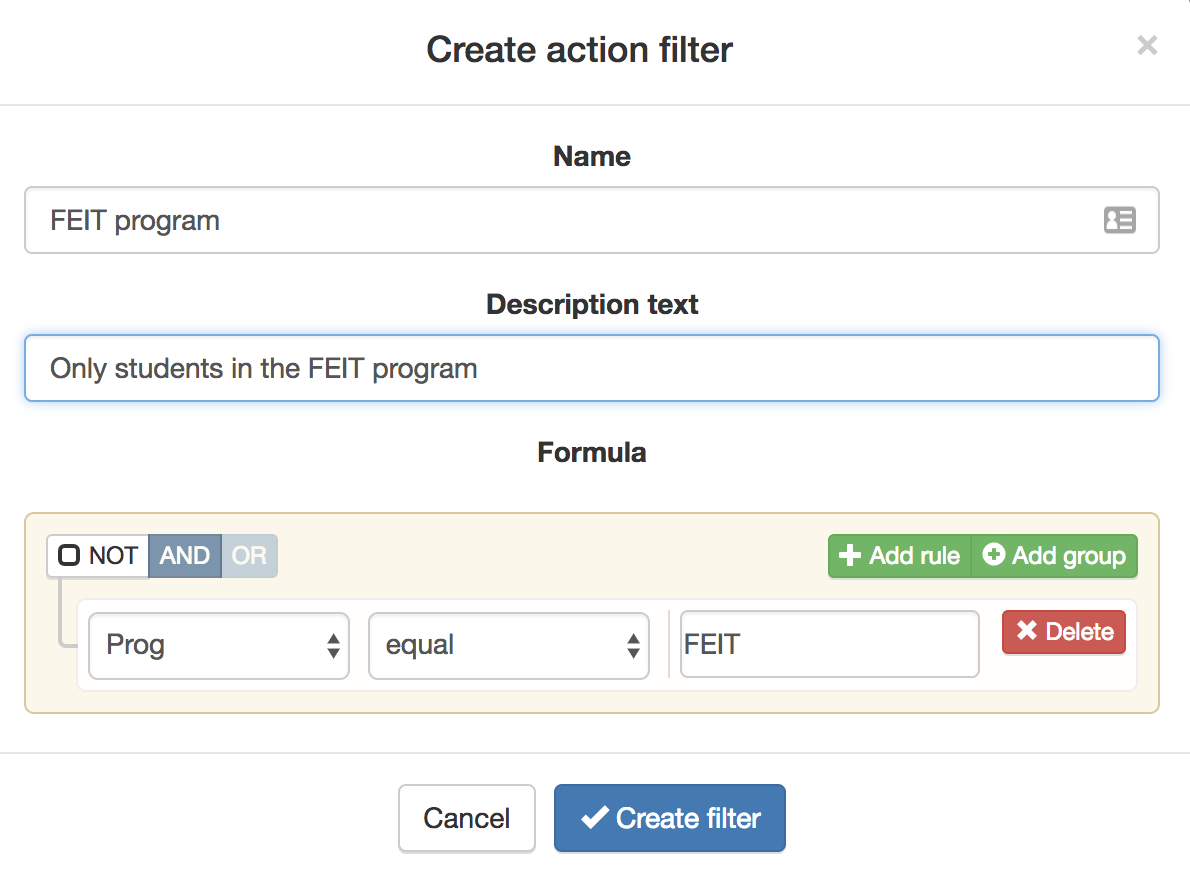 Create action filter ×
Name
FEIT program
Description text
Only students in the FEIT program
Formula
NOT AND OR Add rule Add group
Prog equal FEIT Delete
Cancel Create filter